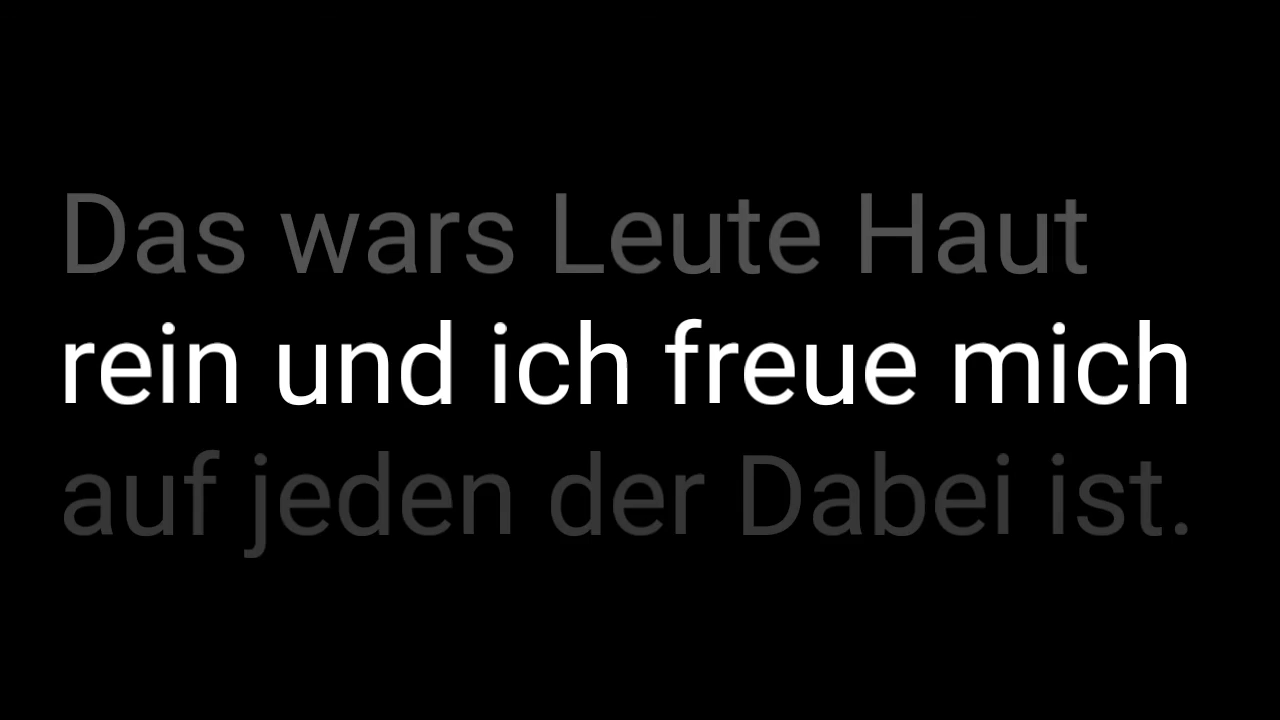 Das wars Leute Haut
rein und ich freue mich
auf jeden der Dabei ist.